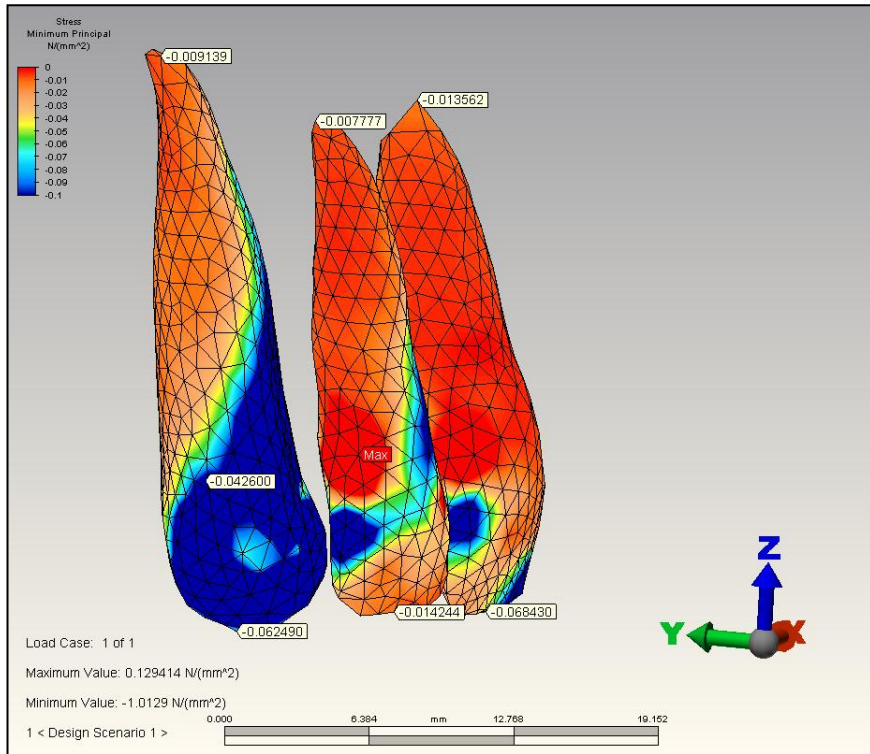 Stress
Minimum Principal
N/(mm^2)
0
-0.01
-0.02
-0.03
-0.04
-0.05
-0.06
-0.07
-0.08
-0.09
-0.1
-0.009139
-0.013562
-0.007777
Max
-0.042600
-0.014244
-0.068430
-0.062490
Z
Y
X
Load Case: 1 of 1
Maximum Value: 0.129414 N/(mm^2)
Minimum Value: -1.0129 N/(mm^2)
1 < Design Scenario 1 >
0.000 6.384 mm 12.768 19.152